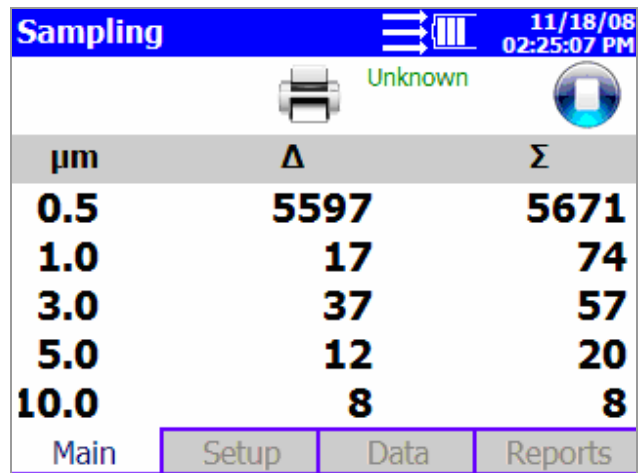 Sampling 11/18/08
02:25:07 PM
Unknown
µm Δ Σ
0.5 5597 5671
1.0 17 74
3.0 37 57
5.0 12 20
10.0 8 8
Main Setup Data Reports